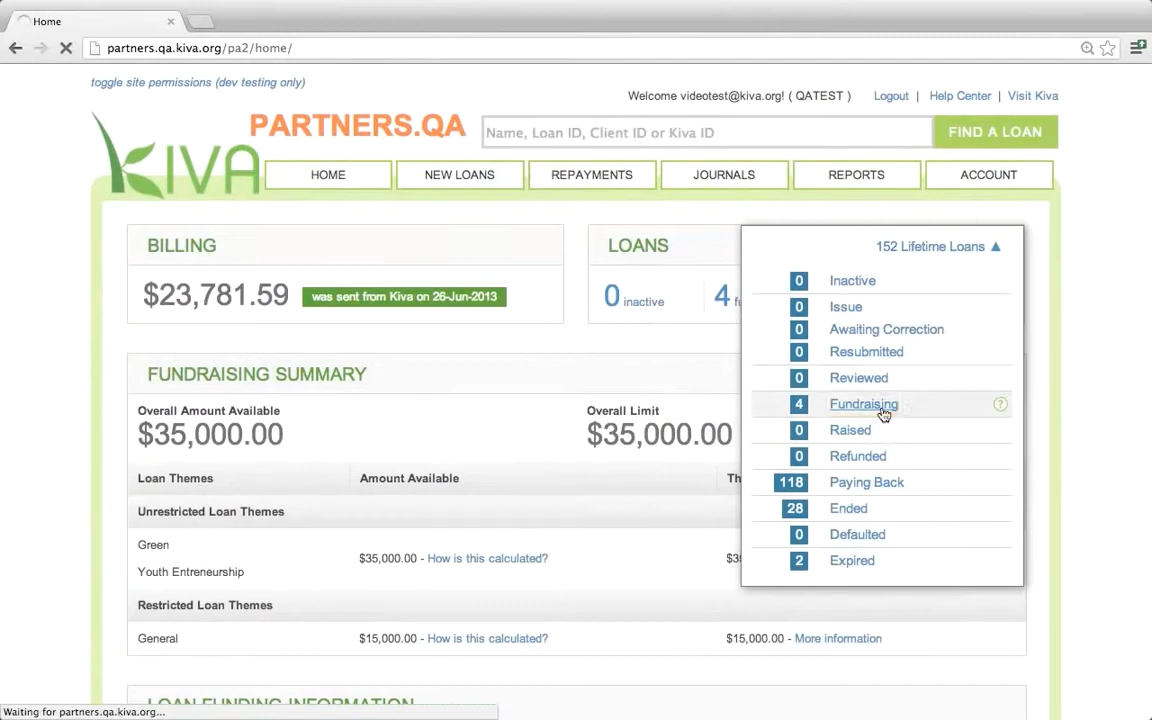 Home
partners.qa.kiva.org/pa2/home/
toggle site permissions (dev testing only)
Welcome videotest@kiva.org! ( QATEST ) Logout | Help Center | Visit Kiva
KIVA
PARTNERS.QA
Name, Loan ID, Client ID or Kiva ID
FIND A LOAN
HOME
NEW LOANS
REPAYMENTS
JOURNALS
REPORTS
ACCOUNT
BILLING
$23,781.59 was sent from Kiva on 26-Jun-2013
LOANS
0 inactive 4
152 Lifetime Loans ▲
0 Inactive
0 Issue
0 Awaiting Correction
0 Resubmitted
0 Reviewed
4 Fundraising ?
0 Raised
0 Refunded
118 Paying Back
28 Ended
0 Defaulted
2 Expired
FUNDRAISING SUMMARY
Overall Amount Available
$35,000.00
Overall Limit
$35,000.00
Loan Themes Amount Available
Unrestricted Loan Themes
Green
Youth Entreneurship
$35,000.00 - How is this calculated?
Restricted Loan Themes
General $15,000.00 - How is this calculated? $15,000.00 - More information
LOAN FUNDING INFORMATION
Waiting for partners.qa.kiva.org...